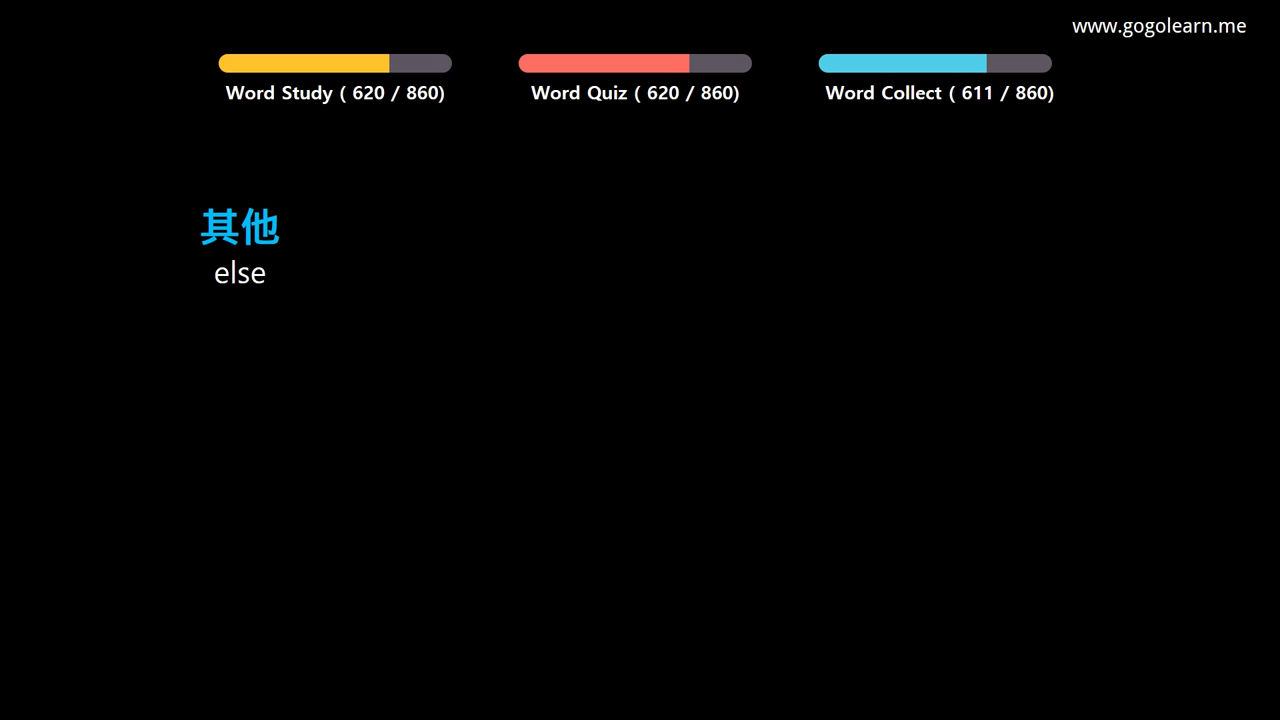 www.gogolearn.me
Word Study ( 620 / 860)
Word Quiz ( 620 / 860)
Word Collect ( 611 / 860)
其他
else